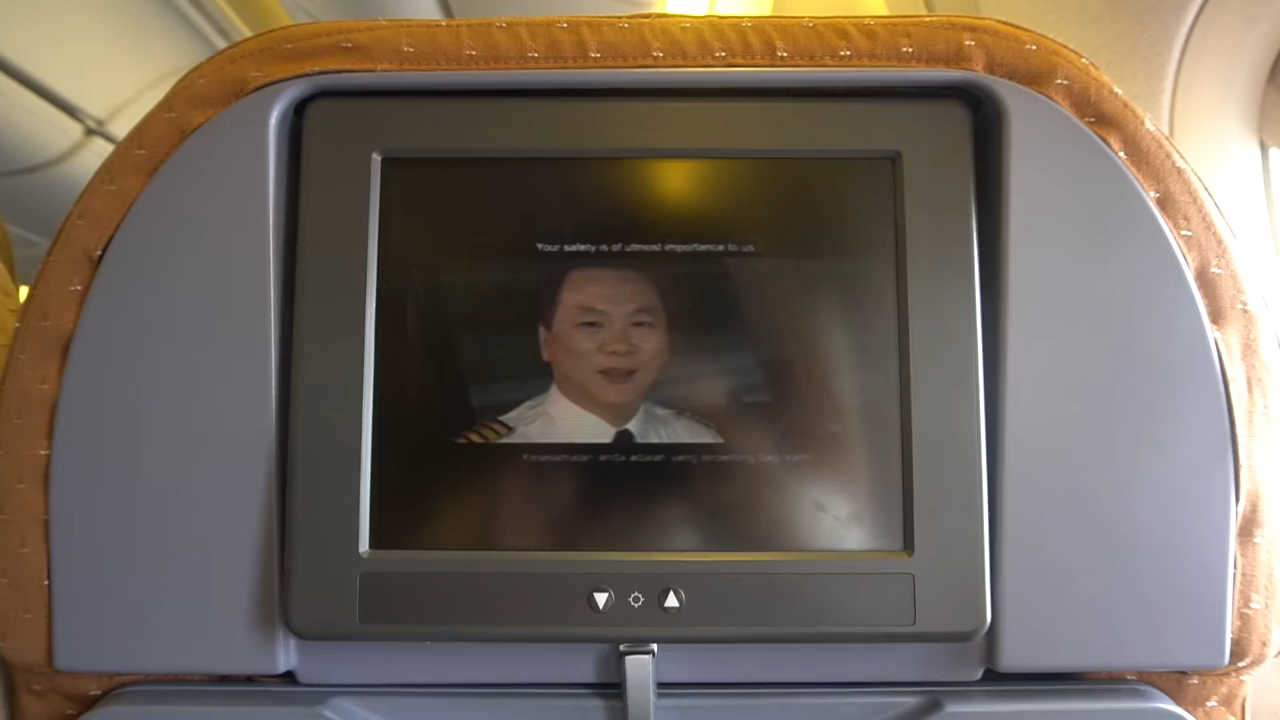 Your safety is of utmost importance to us
Keselamatan anda adalah yang terpenting bagi kami